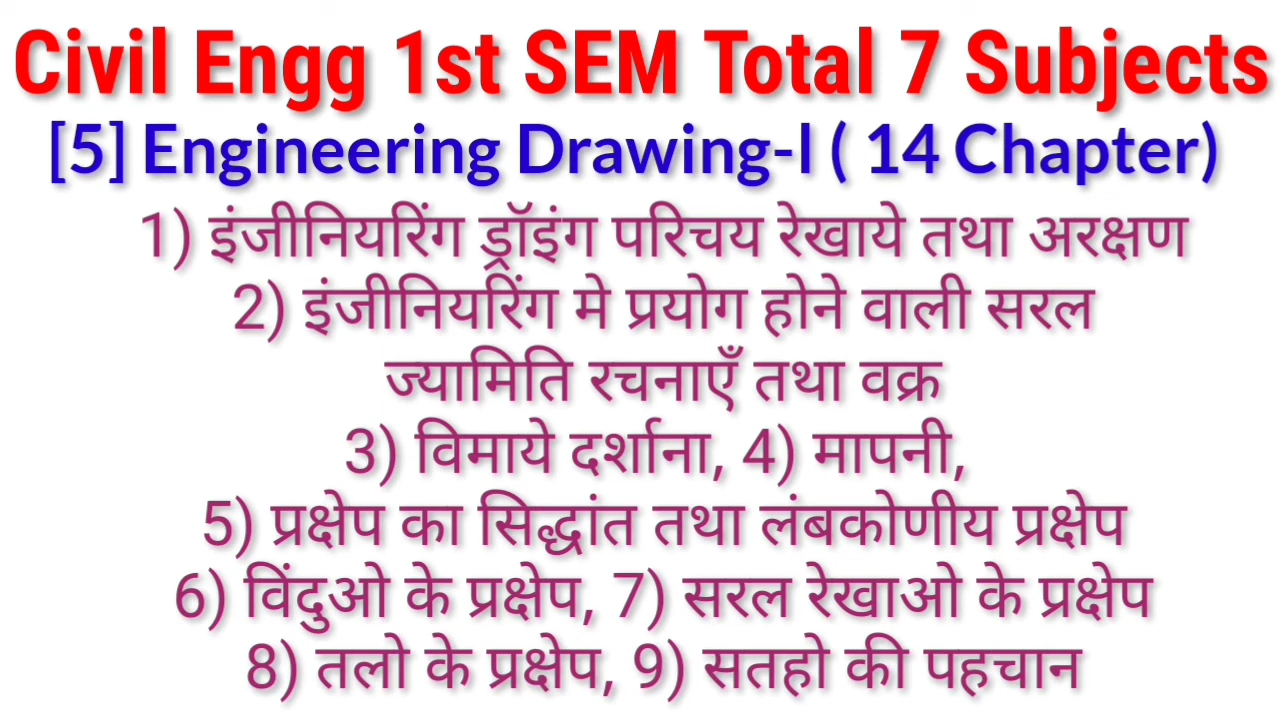 Civil Engg 1st SEM Total 7 Subjects
[5] Engineering Drawing-I ( 14 Chapter)
1) इंजीनियरिंग ड्रॉइंग परिचय रेखाये तथा अरक्षण
2) इंजीनियरिंग मे प्रयोग होने वाली सरल
ज्यामिति रचनाएँ तथा वक्र
3) विमाये दर्शाना, 4) मापनी,
5) प्रक्षेप का सिद्धांत तथा लंबकोणीय प्रक्षेप
6) विंदुओ के प्रक्षेप, 7) सरल रेखाओ के प्रक्षेप
8) तलो के प्रक्षेप, 9) सतहो की पहचान